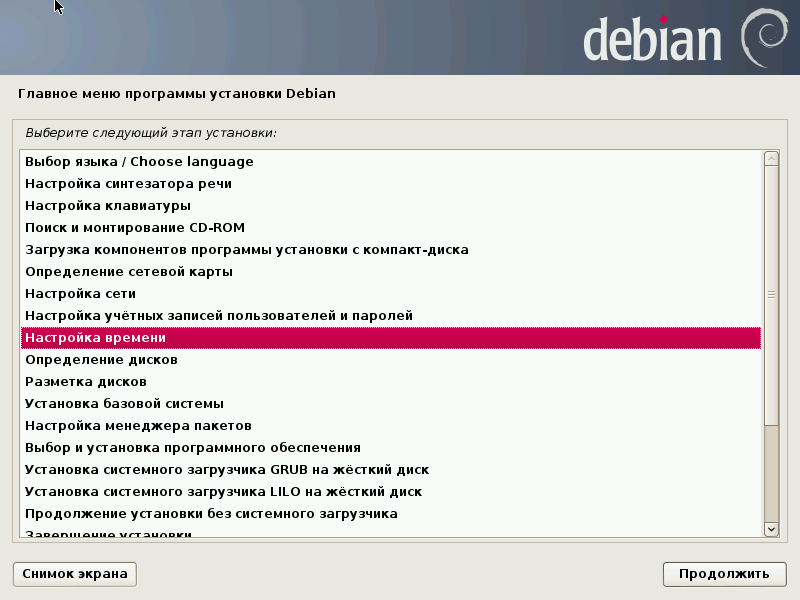 debian
Главное меню программы установки Debian
Выберите следующий этап установки:
Выбор языка / Choose language
Настройка синтезатора речи
Настройка клавиатуры
Поиск и монтирование CD-ROM
Загрузка компонентов программы установки с компакт-диска
Определение сетевой карты
Настройка сети
Настройка учётных записей пользователей и паролей
Настройка времени
Определение дисков
Разметка дисков
Установка базовой системы
Настройка менеджера пакетов
Выбор и установка программного обеспечения
Установка системного загрузчика GRUB на жёсткий диск
Установка системного загрузчика LILO на жёсткий диск
Продолжение установки без системного загрузчика
Завершение установки
Снимок экрана
Продолжить